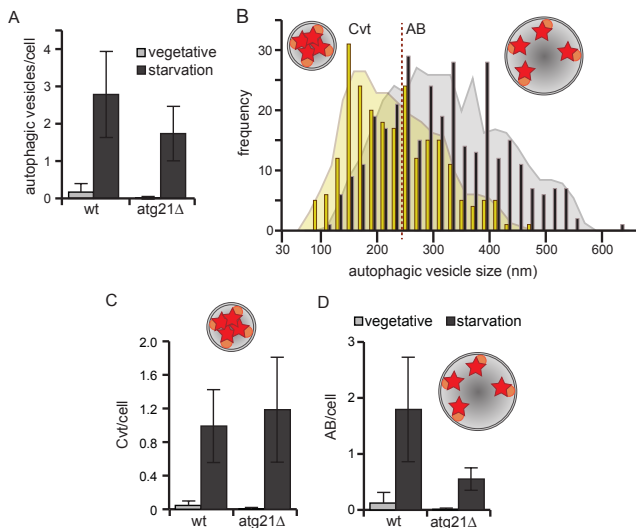 A
vegetative
starvation
autophagic vesicles/cell
5
4
3
2
1
0
wt
atg21Δ
B
Cvt
AB
frequency
30
20
10
0
30
100
200
300
400
500
600
autophagic vesicle size (nm)
C
Cvt/cell
2.0
1.6
1.2
0.8
0.4
0
wt
atg21Δ
D
vegetative
starvation
AB/cell
3
2
1
0
wt
atg21Δ